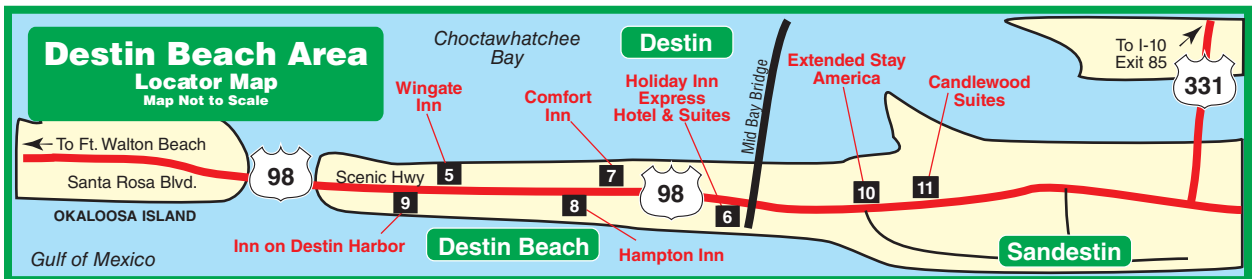 Destin Beach Area
Locator Map
Map Not to Scale
Choctawhatchee
Bay
Destin
To I-10
Exit 85
331
Wingate
Inn
Comfort
Inn
Holiday Inn
Express
Hotel & Suites
Mid Bay Bridge
Extended Stay
America
Candlewood
Suites
To Ft. Walton Beach
Santa Rosa Blvd.
98
Scenic Hwy
5
7
98
10
11
9
8
6
OKALOOSA ISLAND
Inn on Destin Harbor
Destin Beach
Hampton Inn
Sandestin
Gulf of Mexico